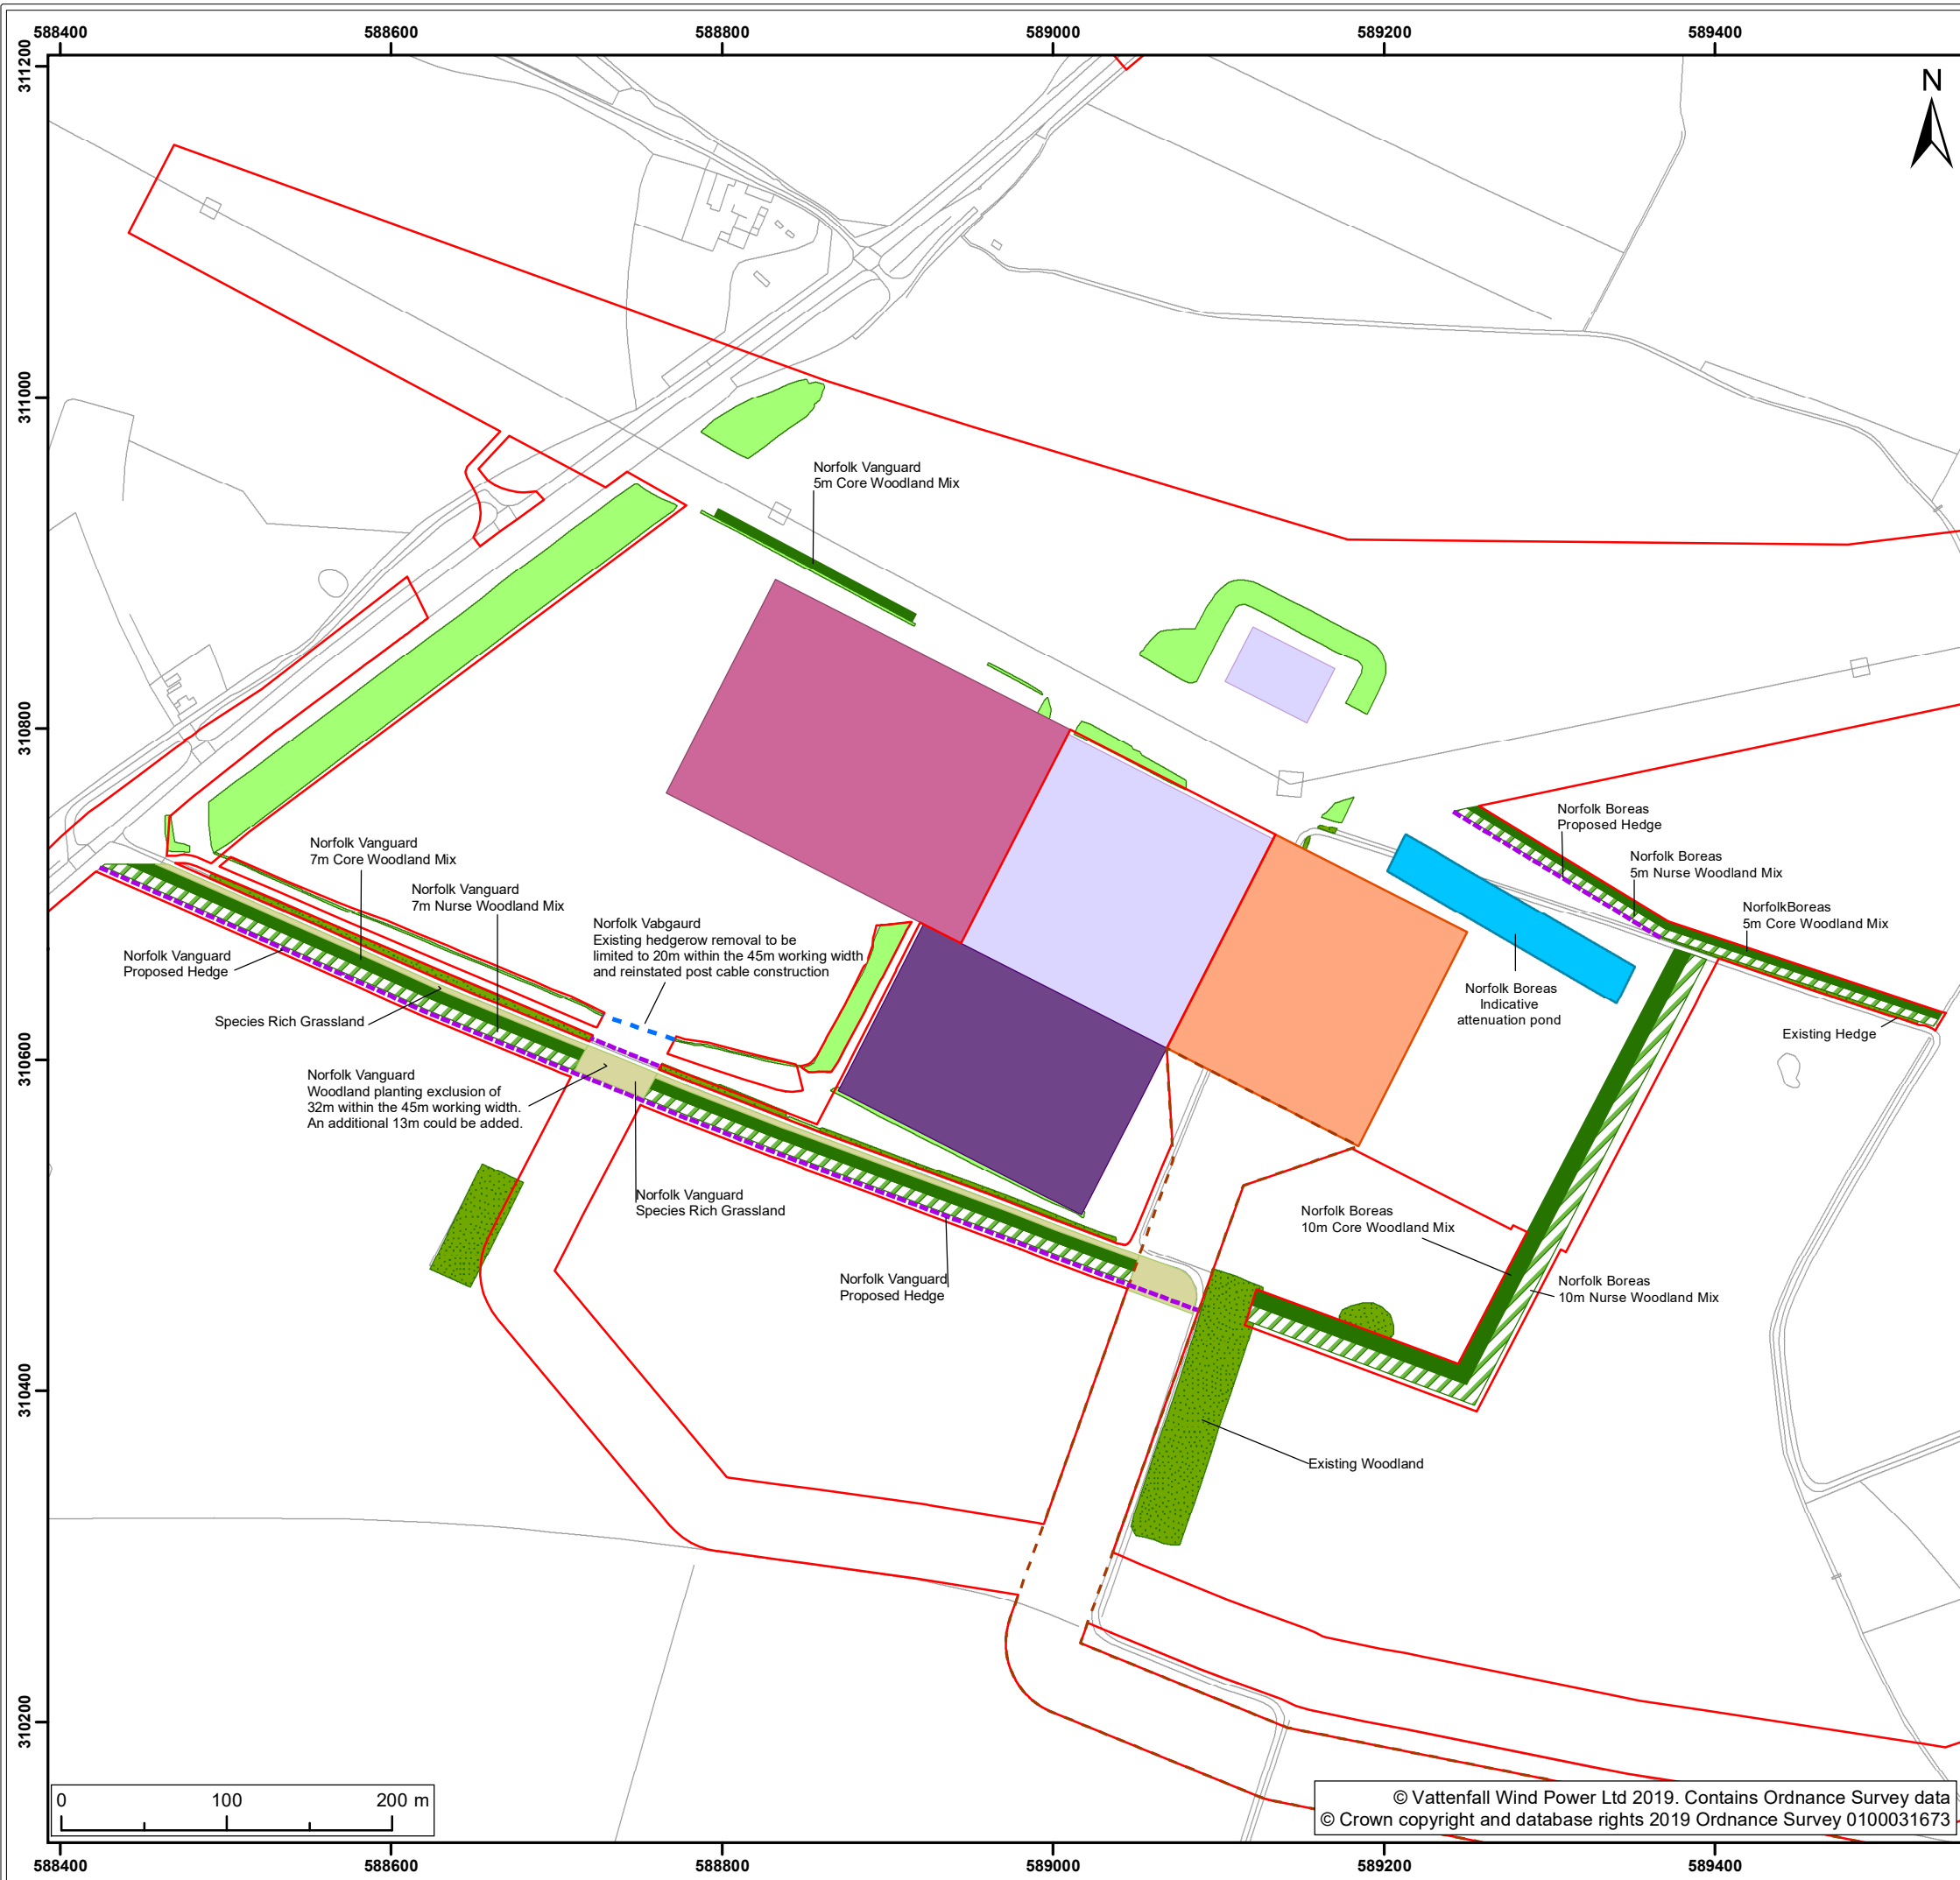 588400
588600
588800
589000
589200
589400
311200
311000
310800
310600
310400
310200
N
Norfolk Vanguard
5m Core Woodland Mix
Norfolk Boreas
Proposed Hedge
Norfolk Boreas
5m Nurse Woodland Mix
NorfolkBoreas
5m Core Woodland Mix
Norfolk Vanguard
7m Core Woodland Mix
Norfolk Vanguard
7m Nurse Woodland Mix
Norfolk Vabgaurd
Existing hedgerow removal to be
limited to 20m within the 45m working width
and reinstated post cable construction
Norfolk Vanguard
Proposed Hedge
Species Rich Grassland
Norfolk Boreas
Indicative
attenuation pond
Existing Hedge
Norfolk Vanguard
Woodland planting exclusion of
32m within the 45m working width.
An additional 13m could be added.
Norfolk Vanguard
Species Rich Grassland
Norfolk Boreas
10m Core Woodland Mix
Norfolk Vanguard
Proposed Hedge
Norfolk Boreas
10m Nurse Woodland Mix
Existing Woodland
0 100 200 m
© Vattenfall Wind Power Ltd 2019. Contains Ordnance Survey data
© Crown copyright and database rights 2019 Ordnance Survey 0100031673
588400
588600
588800
589000
589200
589400